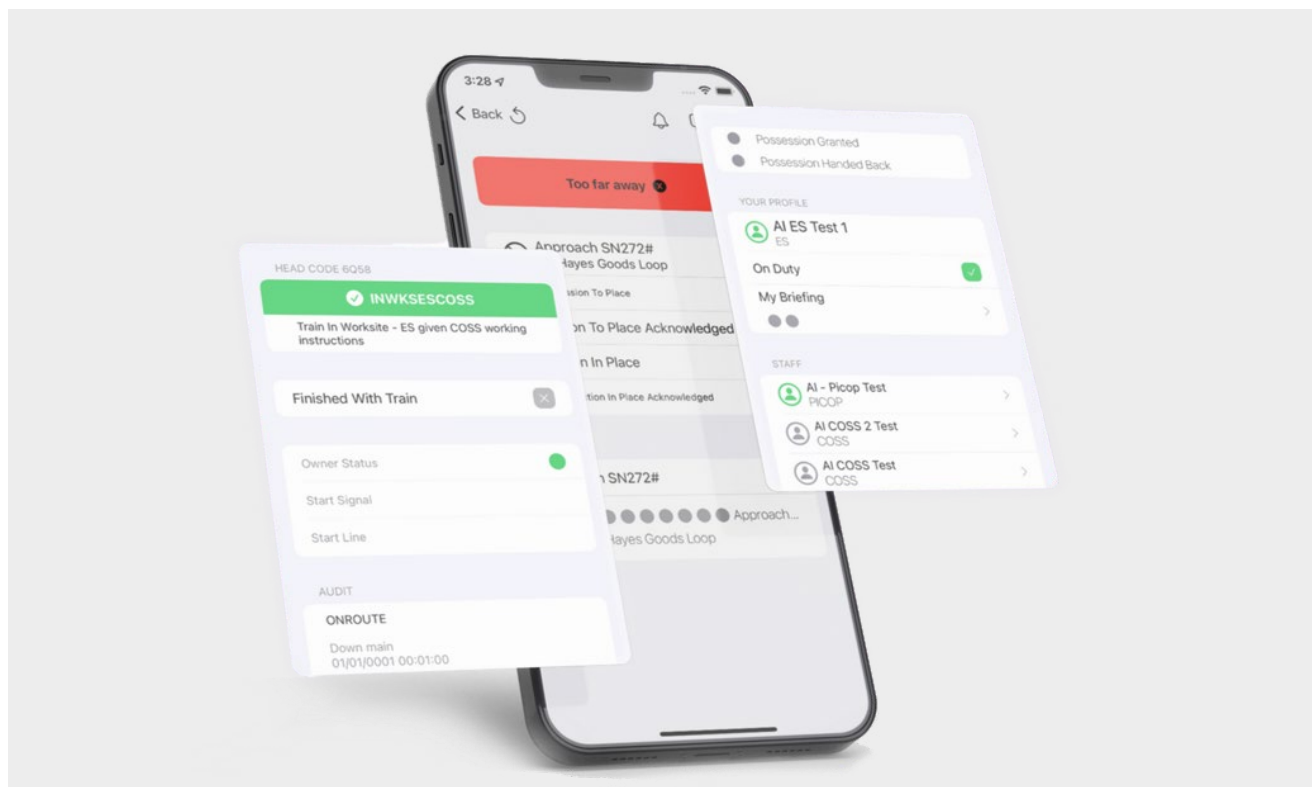 3:28
Back
Too far away
Approach SN272#
Hayes Goods Loop
To Place
To Place Acknowledged
In Place
In Place Acknowledged
SN272#
Approach...
Hayes Goods Loop
HEAD CODE 6Q58
INWKSESCOSS
Train In Worksite - ES given COSS working
instructions
Finished With Train
Owner Status
Start Signal
Start Line
AUDIT
ONROUTE
Down main
01/01/0001 00:01:00
Possession Granted
Possession Handed Back
YOUR PROFILE
AI ES Test 1
ES
On Duty
My Briefing
STAFF
AI - Picop Test
PICOP
AI COSS 2 Test
COSS
AI COSS Test
COSS